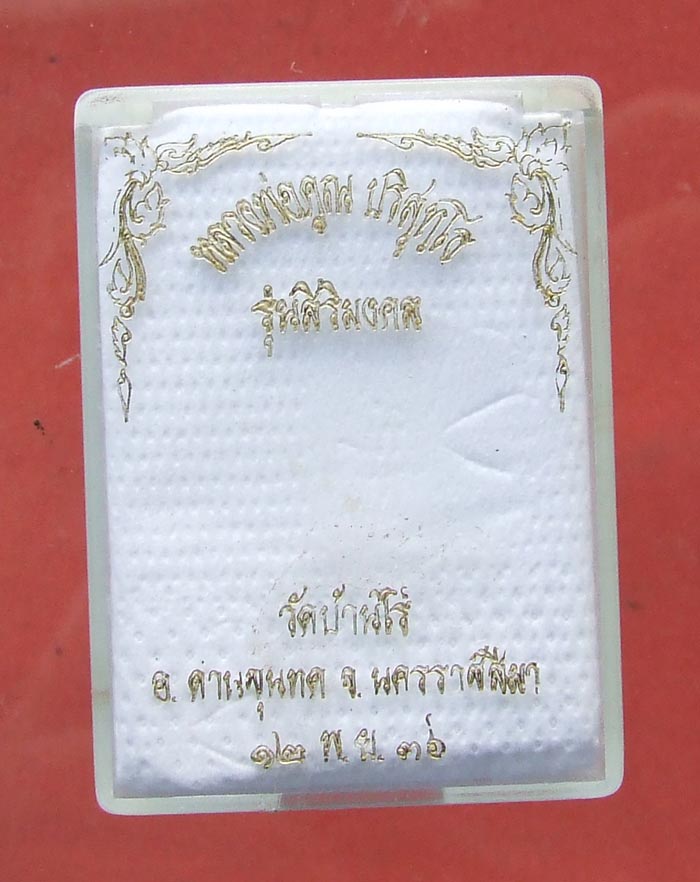 หลวงพ่อคูณ ปริสุทโธ
รุ่นสิริมงคล
วัดบ้านไร่
อ. ด่านขุนทด จ. นครราชสีมา
๑๒ พ.ย. ๓๖